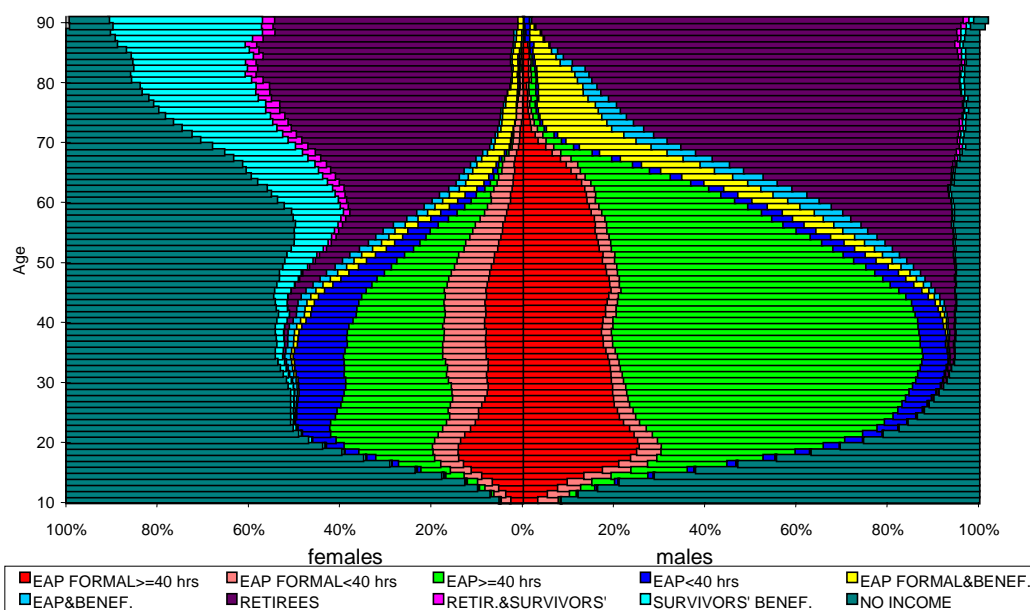 90
80
70
60
Age
50
40
30
20
10
100% 80% 60% 40% 20% 0% 20% 40% 60% 80% 100%
females males
EAP FORMAL>=40 hrs EAP FORMAL<40 hrs EAP>=40 hrs EAP<40 hrs EAP FORMAL&BENEF.
EAP&BENEF. RETIREES RETIR.&SURVIVORS' SURVIVORS' BENEF. NO INCOME